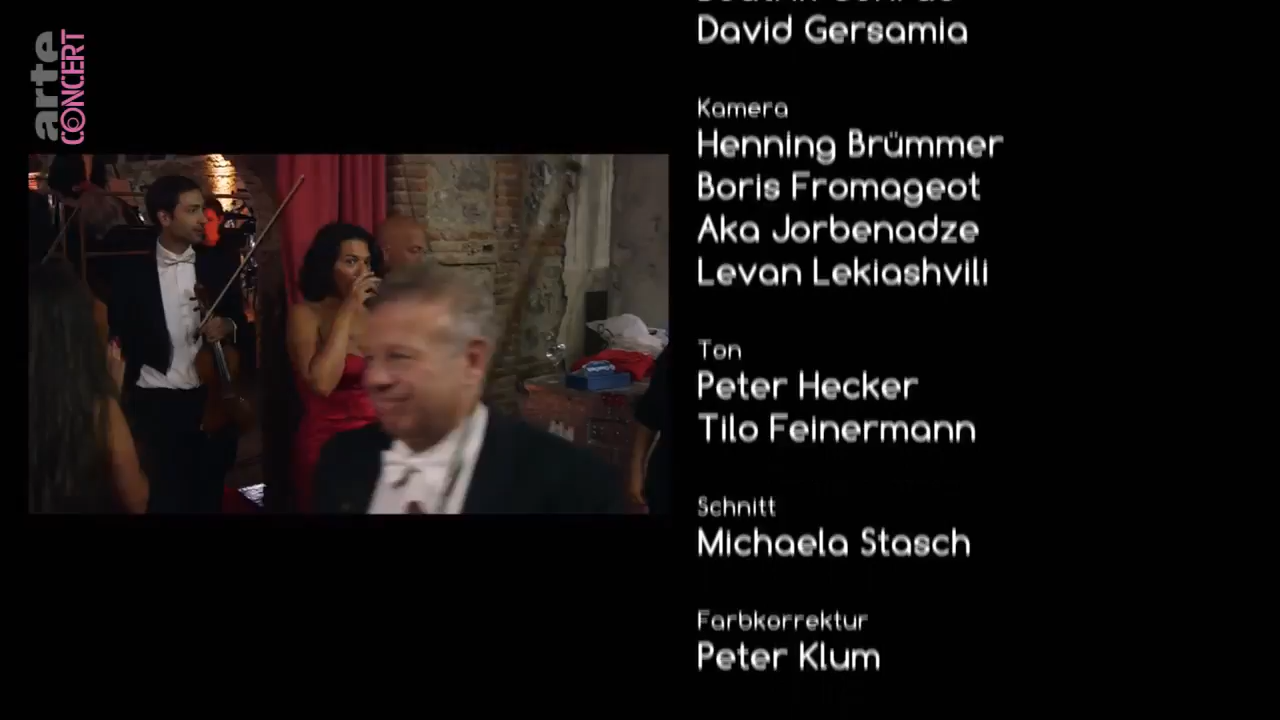 arte
CONCERT
David Gersamia
Kamera
Henning Brümmer
Boris Fromageot
Aka Jorbenadze
Levan Lekiashvili
Ton
Peter Hecker
Tilo Feinermann
Schnitt
Michaela Stasch
Farbkorrektur
Peter Klum